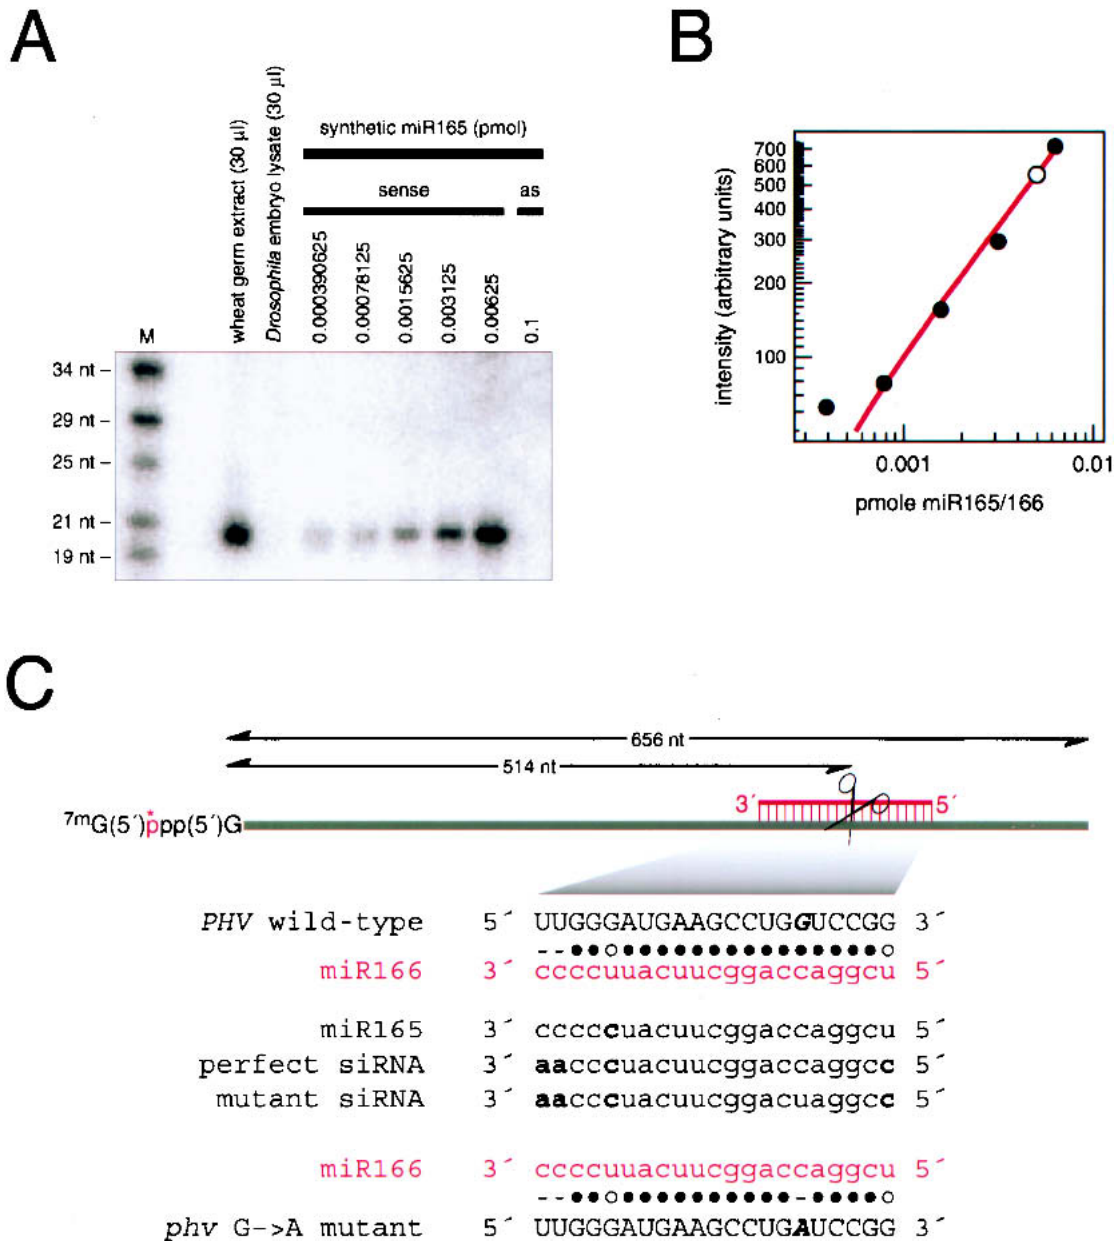 A
wheat germ extract (30 µl)
Drosophila embryo lysate (30 µl)
synthetic miR165 (pmol)
sense as
0.000390625
0.00078125
0.0015625
0.003125
0.00625
0.1
M
34 nt –
29 nt –
25 nt –
21 nt –
19 nt –
B
intensity (arbitrary units)
700
600
500
400
300
200
100
0.001 0.01
pmole miR165/166
C
656 nt
514 nt
3´ 5´
7mG(5´)p*pp(5´)G
PHV wild-type 5´ UUGGGAUGAAGCCUGGUCCGG 3´
miR166 3´ ccccuuacuucggaccaggcu 5´
miR165 3´ cccccuacuucggaccaggcu 5´
perfect siRNA 3´ aacccuacuucggaccaggcc 5´
mutant siRNA 3´ aacccuacuucggacuaggcc 5´
miR166 3´ ccccuuacuucggaccaggcu 5´
phv G->A mutant 5´ UUGGGAUGAAGCCUGAUCCGG 3´